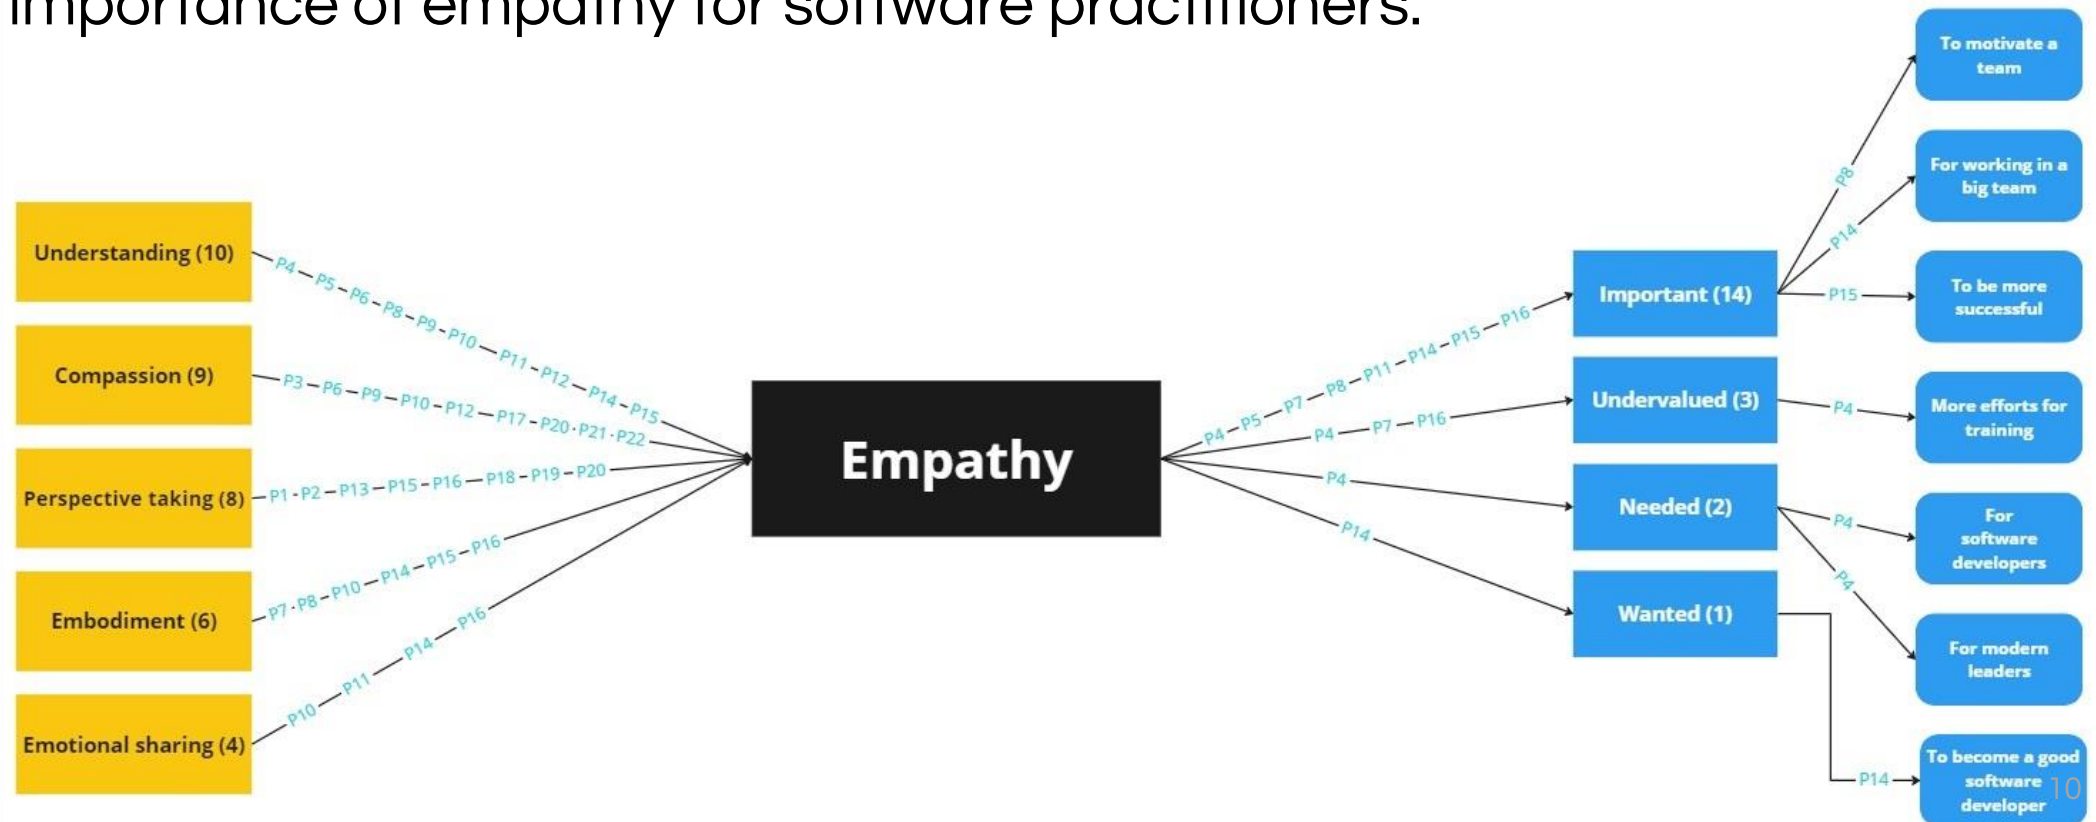 importance of empathy for software practitioners.
Understanding (10)
P4 P5 P6 P8 P9 P10 P11 P12 P14 P15
Compassion (9)
P3 P6 P9 P10 P12 P17 P20 P21 P22
Perspective taking (8)
P1 P2 P13 P15 P16 P18 P19 P20
Embodiment (6)
P7 P8 P10 P14 P15 P16
Emotional sharing (4)
P10 P11 P14 P16
Empathy
P4 P5 P7 P8 P11 P14 P15 P16
Important (14)
P4 P7 P16
Undervalued (3)
P4
Needed (2)
P14
Wanted (1)
P8
To motivate a
team
P14
For working in a
big team
P15
To be more
successful
P4
More efforts for
training
P4
For
software
developers
P4
For modern
leaders
P14
To become a good
software
developer
10